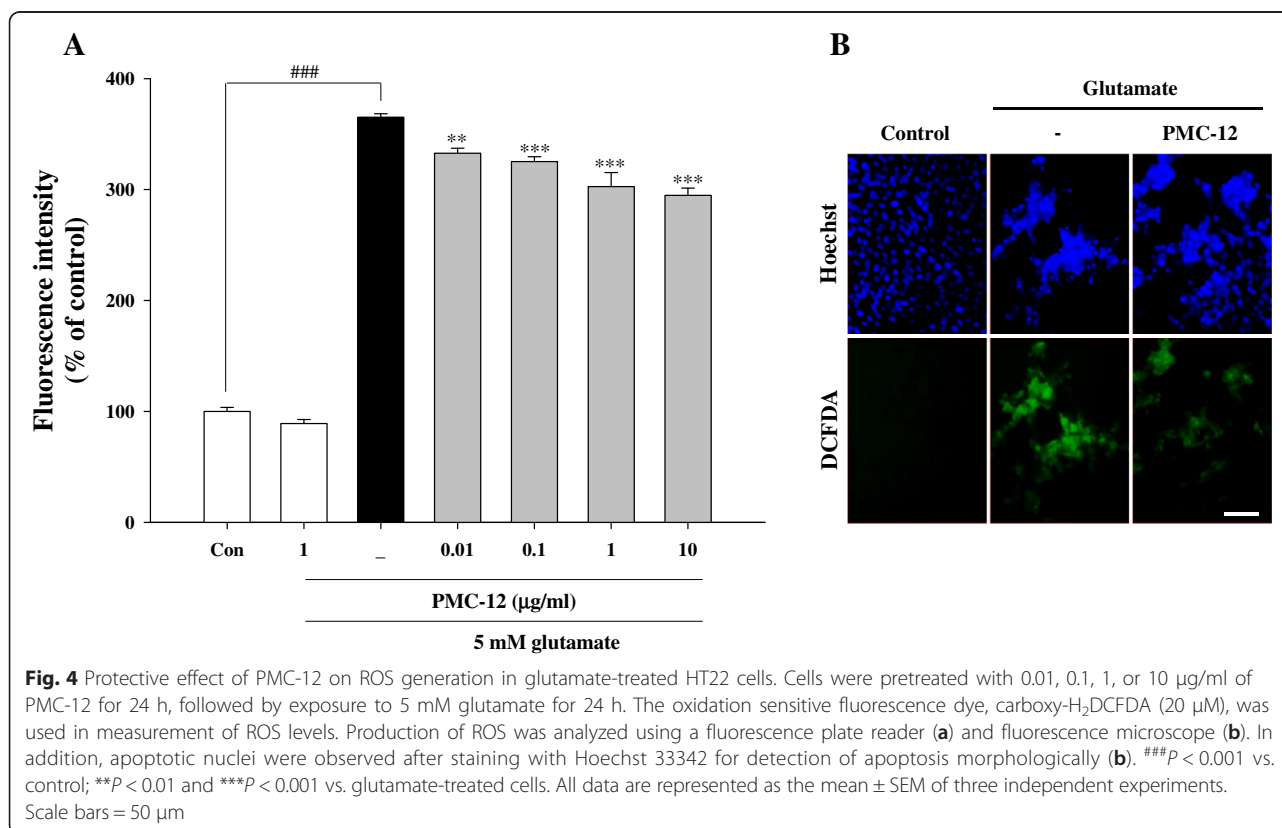 A
B
400
300
200
100
0
Fluorescence intensity
(% of control)
###
**
***
***
***
Con 1 _ 0.01 0.1 1 10
PMC-12 (μg/ml)
5 mM glutamate
Glutamate
Control - PMC-12
Hoechst
DCFDA
Fig. 4 Protective effect of PMC-12 on ROS generation in glutamate-treated HT22 cells. Cells were pretreated with 0.01, 0.1, 1, or 10 μg/ml of
PMC-12 for 24 h, followed by exposure to 5 mM glutamate for 24 h. The oxidation sensitive fluorescence dye, carboxy-H₂DCFDA (20 μM), was
used in measurement of ROS levels. Production of ROS was analyzed using a fluorescence plate reader (a) and fluorescence microscope (b). In
addition, apoptotic nuclei were observed after staining with Hoechst 33342 for detection of apoptosis morphologically (b). ###P < 0.001 vs.
control; **P < 0.01 and ***P < 0.001 vs. glutamate-treated cells. All data are represented as the mean ± SEM of three independent experiments.
Scale bars = 50 μm